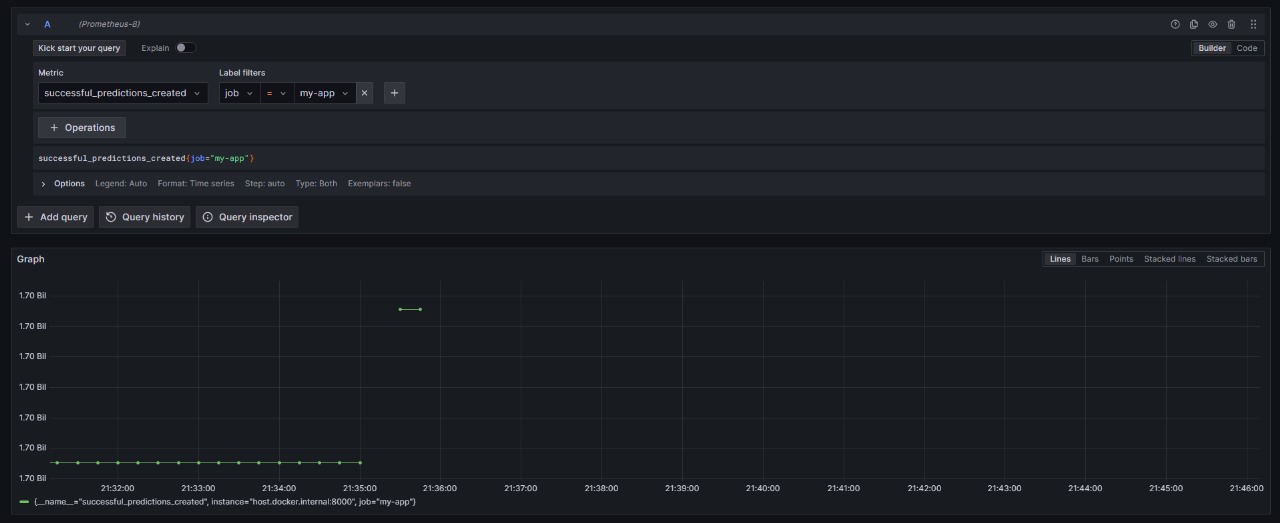 A (Prometheus-8)
Kick start your query Explain Builder Code
Metric Label filters
successful_predictions_created job = my-app
Operations
successful_predictions_created{job="my-app"}
Options Legend: Auto Format: Time series Step: auto Type: Both Exemplars: false
Add query Query history Query inspector
Graph Lines Bars Points Stacked lines Stacked bars
1.70 Bil
1.70 Bil
1.70 Bil
1.70 Bil
1.70 Bil
1.70 Bil
1.70 Bil
21:32:00 21:33:00 21:34:00 21:35:00 21:36:00 21:37:00 21:38:00 21:39:00 21:40:00 21:41:00 21:42:00 21:43:00 21:44:00 21:45:00 21:46:00
{__name__="successful_predictions_created", instance="host.docker.internal:8000", job="my-app"}